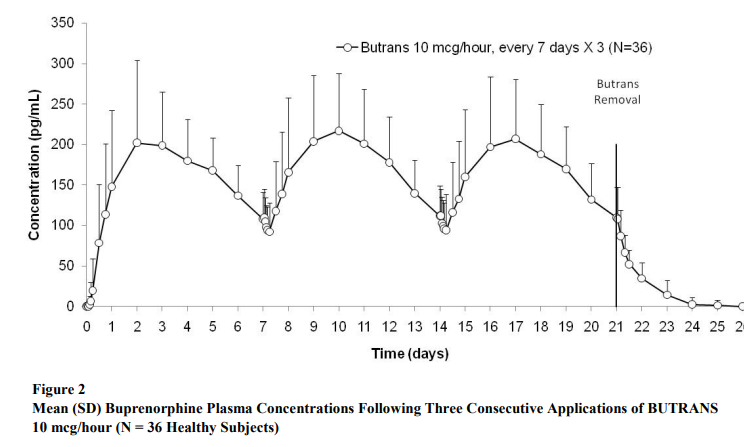 350
300
250
200
150
100
50
0
Concentration (pg/mL)
Butrans 10 mcg/hour, every 7 days X 3 (N=36)
Butrans
Removal
0 1 2 3 4 5 6 7 8 9 10 11 12 13 14 15 16 17 18 19 20 21 22 23 24 25
Time (days)
Figure 2
Mean (SD) Buprenorphine Plasma Concentrations Following Three Consecutive Applications of BUTRANS
10 mcg/hour (N = 36 Healthy Subjects)